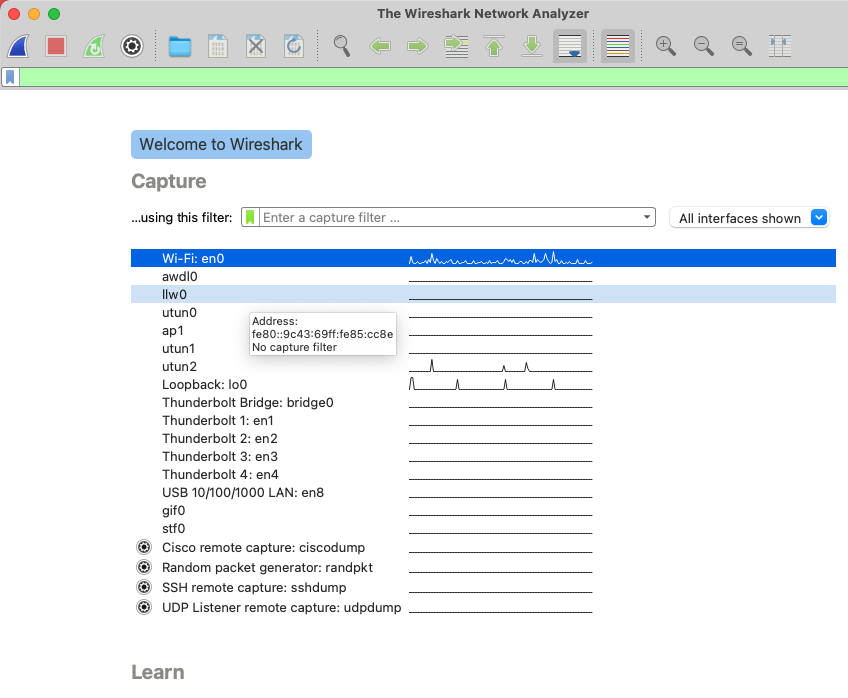 The Wireshark Network Analyzer
Welcome to Wireshark
Capture
...using this filter: Enter a capture filter ... All interfaces shown
Wi-Fi: en0
awdl0
llw0
utun0
ap1
utun1
utun2
Loopback: lo0
Thunderbolt Bridge: bridge0
Thunderbolt 1: en1
Thunderbolt 2: en2
Thunderbolt 3: en3
Thunderbolt 4: en4
USB 10/100/1000 LAN: en8
gif0
stf0
Cisco remote capture: ciscodump
Random packet generator: randpkt
SSH remote capture: sshdump
UDP Listener remote capture: udpdump
Address:
fe80::9c43:69ff:fe85:cc8e
No capture filter
Learn